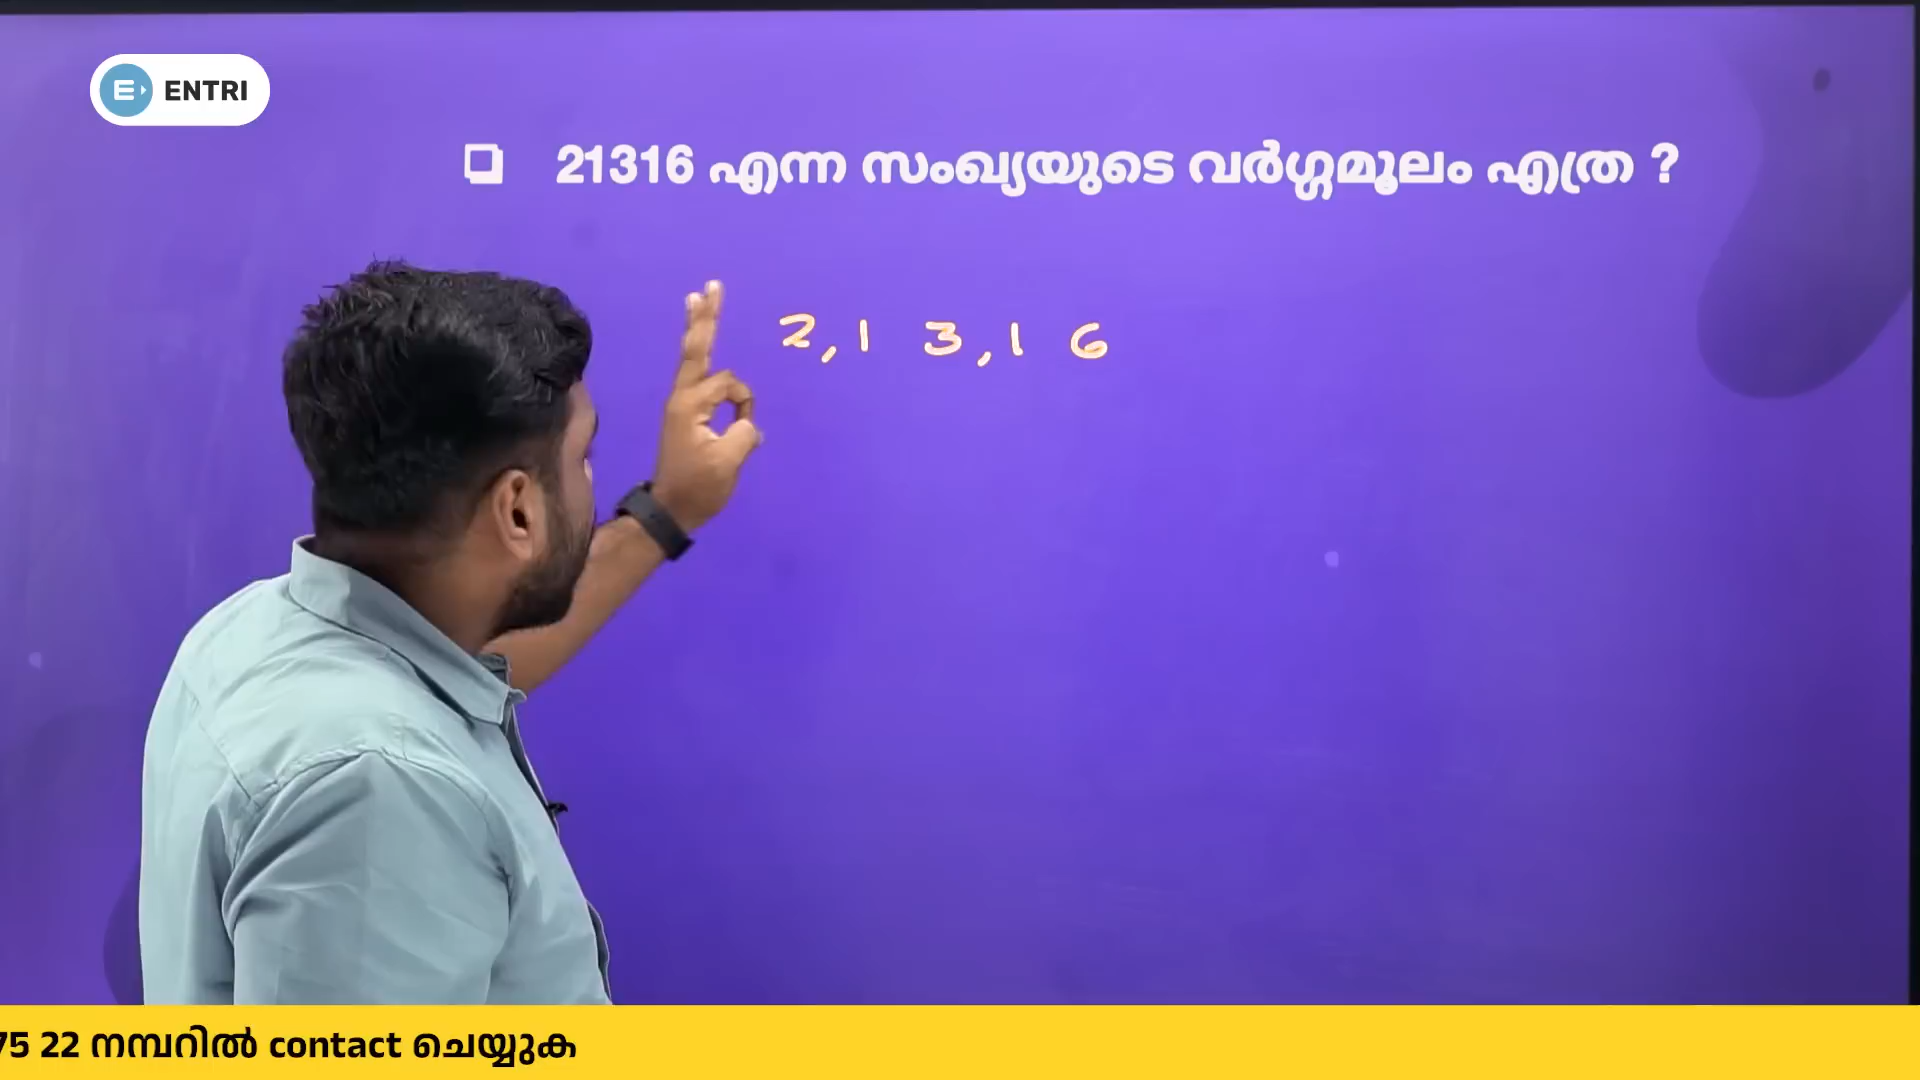 ENTRI
21316 എന്ന സംഖ്യയുടെ വർഗ്ഗമൂലം എത്ര ?
2,1 3,1 6
75 22 നമ്പറിൽ contact ചെയ്യുക